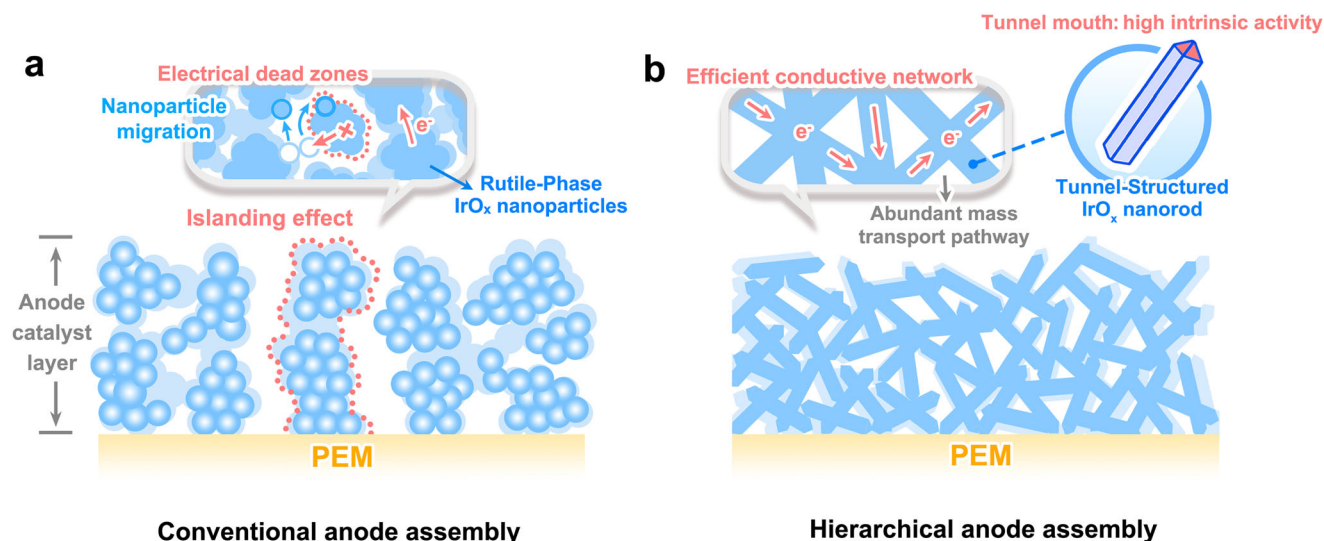 a
Electrical dead zones
Nanoparticle
migration
e-
Rutile-Phase
IrOx nanoparticles
Islanding effect
Anode
catalyst
layer
PEM
Conventional anode assembly
b
Tunnel mouth: high intrinsic activity
Efficient conductive network
e-
e-
Tunnel-Structured
IrOx nanorod
Abundant mass
transport pathway
PEM
Hierarchical anode assembly